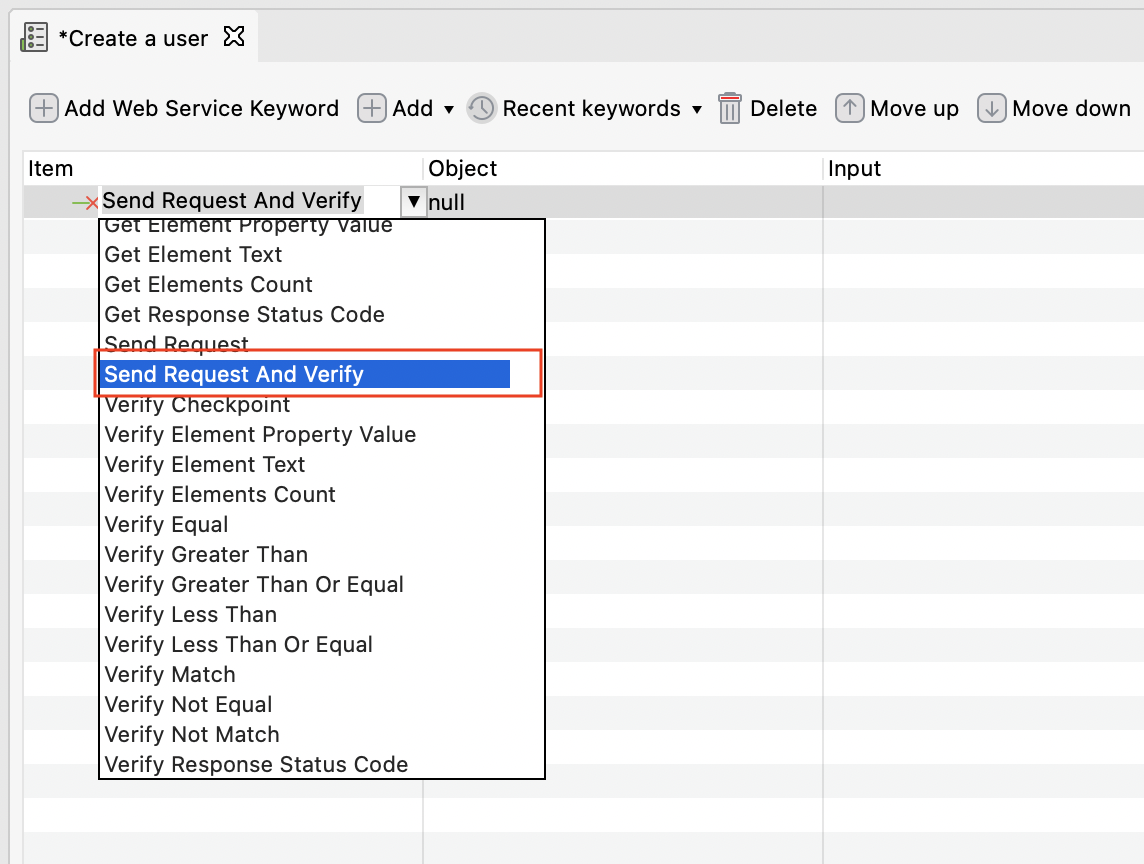 *Create a user
Add Web Service Keyword Add Recent keywords Delete Move up Move down
Item Object Input
Send Request And Verify null
Get Element Property Value
Get Element Text
Get Elements Count
Get Response Status Code
Send Request
Send Request And Verify
Verify Checkpoint
Verify Element Property Value
Verify Element Text
Verify Elements Count
Verify Equal
Verify Greater Than
Verify Greater Than Or Equal
Verify Less Than
Verify Less Than Or Equal
Verify Match
Verify Not Equal
Verify Not Match
Verify Response Status Code